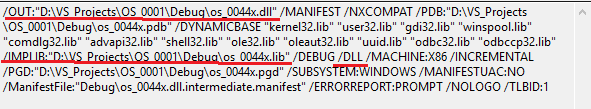 /OUT:"D:\VS_Projects\OS_0001\Debug\os_0044x.dll" /MANIFEST /NXCOMPAT /PDB:"D:\VS_Projects
\OS_0001\Debug\os_0044x.pdb" /DYNAMICBASE "kernel32.lib" "user32.lib" "gdi32.lib" "winspool.lib"
"comdlg32.lib" "advapi32.lib" "shell32.lib" "ole32.lib" "oleaut32.lib" "uuid.lib" "odbc32.lib" "odbccp32.lib"
/IMPLIB:"D:\VS_Projects\OS_0001\Debug\os_0044x.lib" /DEBUG /DLL /MACHINE:X86 /INCREMENTAL
/PGD:"D:\VS_Projects\OS_0001\Debug\os_0044x.pgd" /SUBSYSTEM:WINDOWS /MANIFESTUAC:NO
/ManifestFile:"Debug\os_0044x.dll.intermediate.manifest" /ERRORREPORT:PROMPT /NOLOGO /TLBID:1